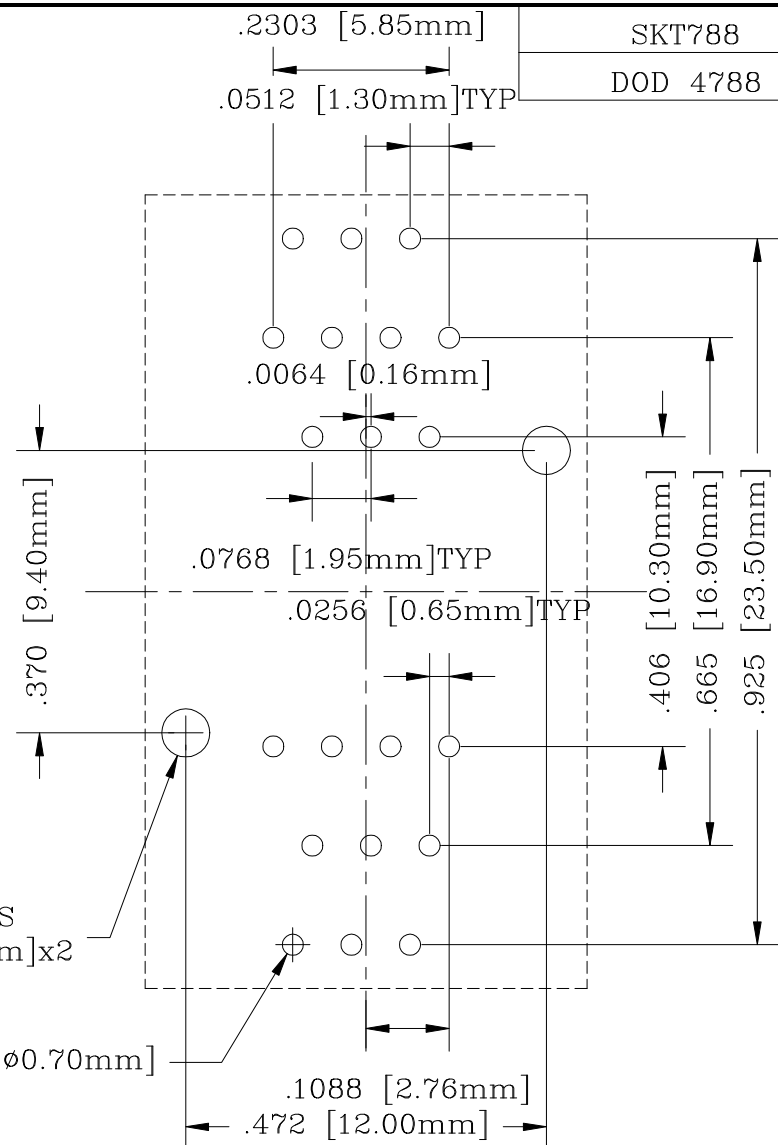 .2303 [5.85mm]
SKT788
DOD 4788
.0512 [1.30mm]TYP
.0064 [0.16mm]
.370 [9.40mm]
.0768 [1.95mm]TYP
.0256 [0.65mm]TYP
.406 [10.30mm]
.665 [16.90mm]
.925 [23.50mm]
S
m]x2
ø0.70mm]
.1088 [2.76mm]
.472 [12.00mm]